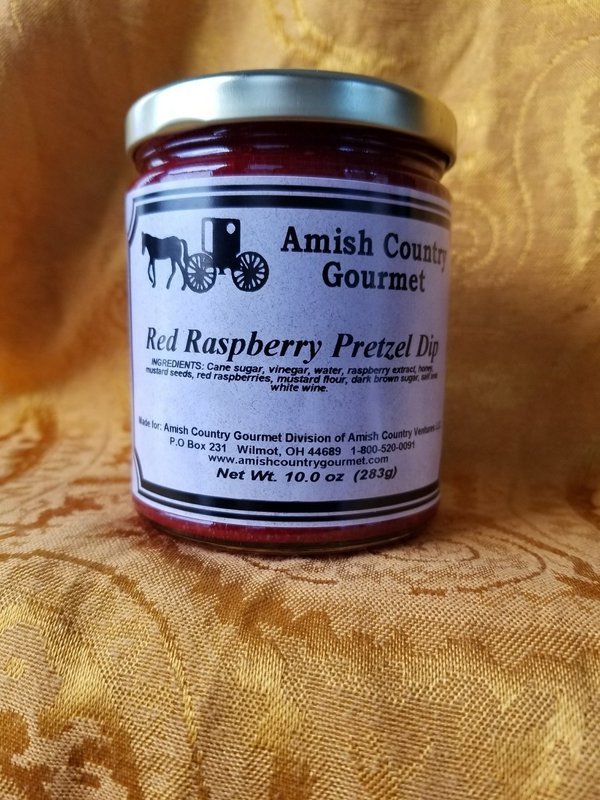 Amish Country
Gourmet
Red Raspberry Pretzel Dip
INGREDIENTS: Cane sugar, vinegar, water, raspberry extract, honey,
mustard seeds, red raspberries, mustard flour, dark brown sugar, salt and
white wine.
Made for: Amish Country Gourmet Division of Amish Country Ventures
P.O Box 231 Wilmot, OH 44689 1-800-520-0091
www.amishcountrygourmet.com
Net Wt. 10.0 oz (283g)